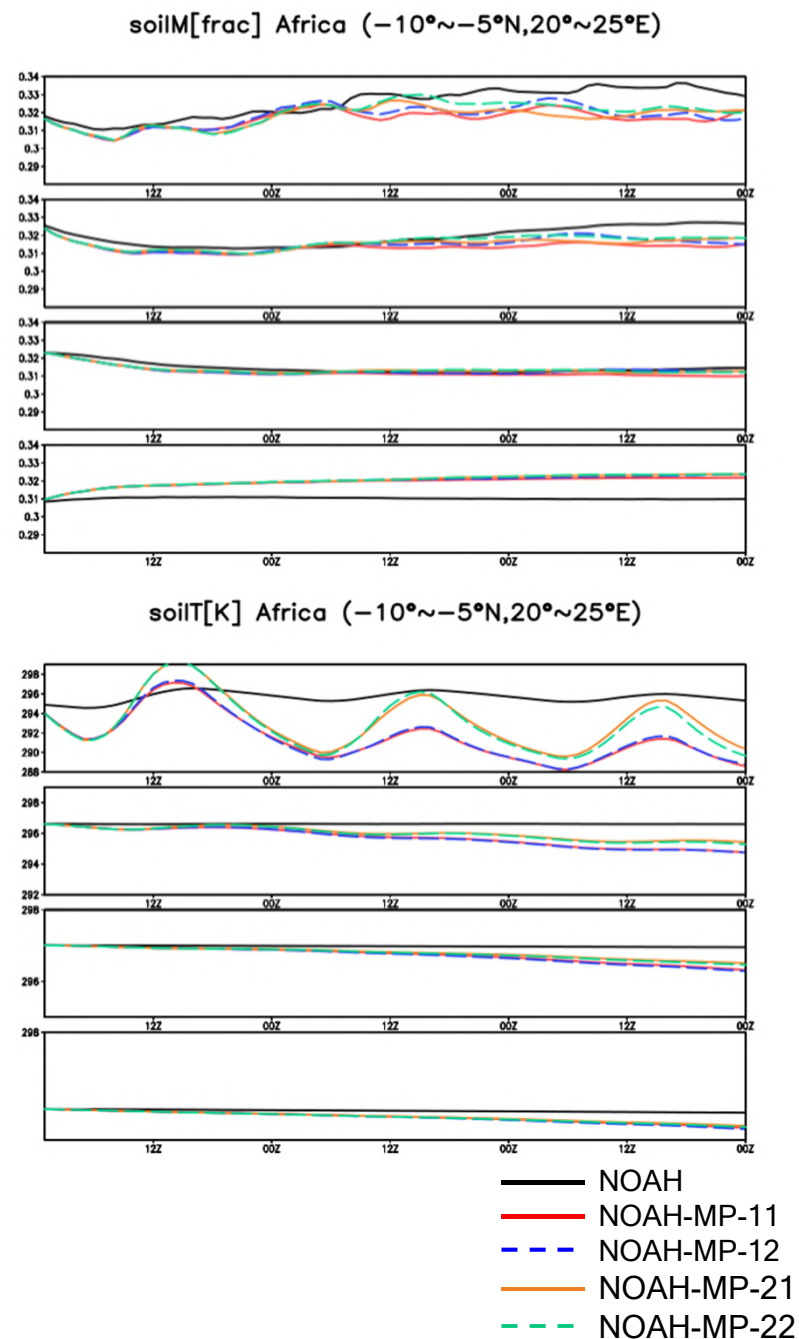 soilM[frac] Africa (−10°~−5°N,20°~25°E)
0.34
0.33
0.32
0.31
0.3
0.29
12Z 00Z 12Z 00Z 12Z 00Z
0.34
0.33
0.32
0.31
0.3
0.29
12Z 00Z 12Z 00Z 12Z 00Z
0.34
0.33
0.32
0.31
0.3
0.29
12Z 00Z 12Z 00Z 12Z 00Z
0.34
0.33
0.32
0.31
0.3
0.29
12Z 00Z 12Z 00Z 12Z 00Z
soilT[K] Africa (−10°~−5°N,20°~25°E)
298
296
294
292
290
288
12Z 00Z 12Z 00Z 12Z 00Z
298
296
294
292
12Z 00Z 12Z 00Z 12Z 00Z
298
296
12Z 00Z 12Z 00Z 12Z 00Z
298
12Z 00Z 12Z 00Z 12Z 00Z
NOAH
NOAH-MP-11
NOAH-MP-12
NOAH-MP-21
NOAH-MP-22